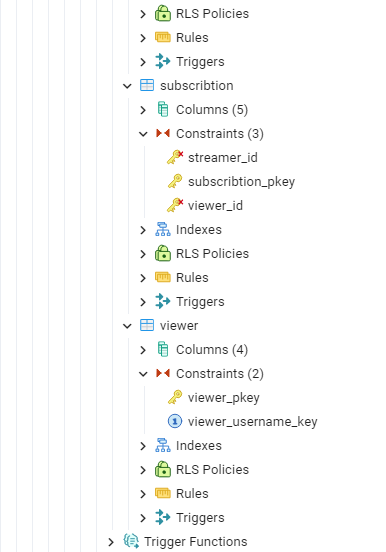 RLS Policies
Rules
Triggers
subscribtion
Columns (5)
Constraints (3)
streamer_id
subscribtion_pkey
viewer_id
Indexes
RLS Policies
Rules
Triggers
viewer
Columns (4)
Constraints (2)
viewer_pkey
1 viewer_username_key
Indexes
RLS Policies
Rules
Triggers
Trigger Functions